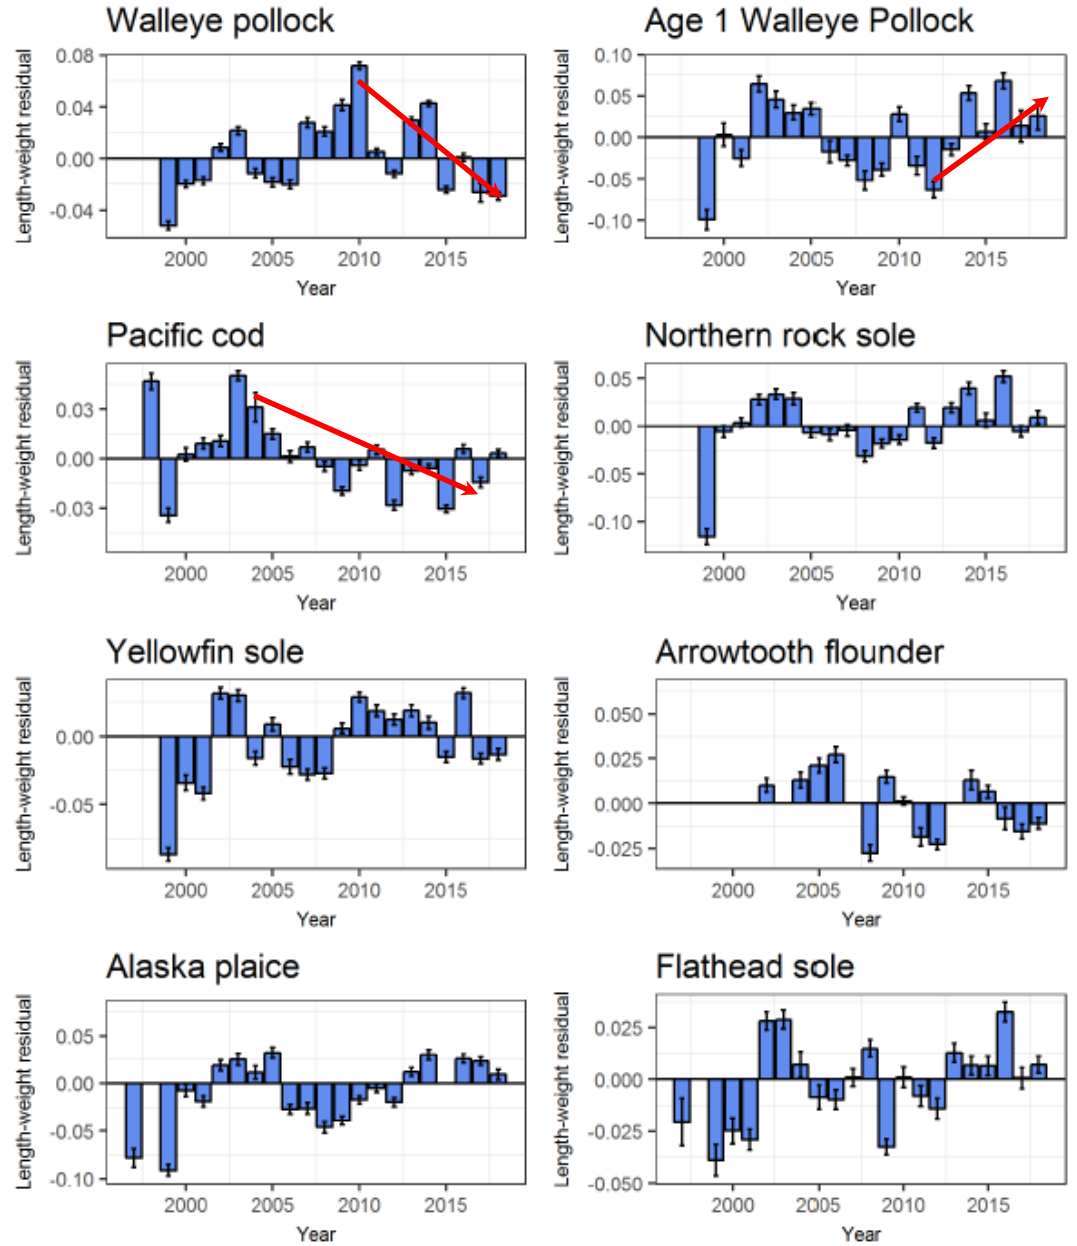 Walleye pollock
Length-weight residual
0.08
0.04
0.00
-0.04
2000 2005 2010 2015
Year
Age 1 Walleye Pollock
Length-weight residual
0.10
0.05
0.00
-0.05
-0.10
2000 2005 2010 2015
Year
Pacific cod
Length-weight residual
0.03
0.00
-0.03
2000 2005 2010 2015
Year
Northern rock sole
Length-weight residual
0.05
0.00
-0.05
-0.10
2000 2005 2010 2015
Year
Yellowfin sole
Length-weight residual
0.00
-0.05
2000 2005 2010 2015
Year
Arrowtooth flounder
Length-weight residual
0.050
0.025
0.000
-0.025
2000 2005 2010 2015
Year
Alaska plaice
Length-weight residual
0.05
0.00
-0.05
-0.10
2000 2005 2010 2015
Year
Flathead sole
Length-weight residual
0.025
0.000
-0.025
-0.050
2000 2005 2010 2015
Year